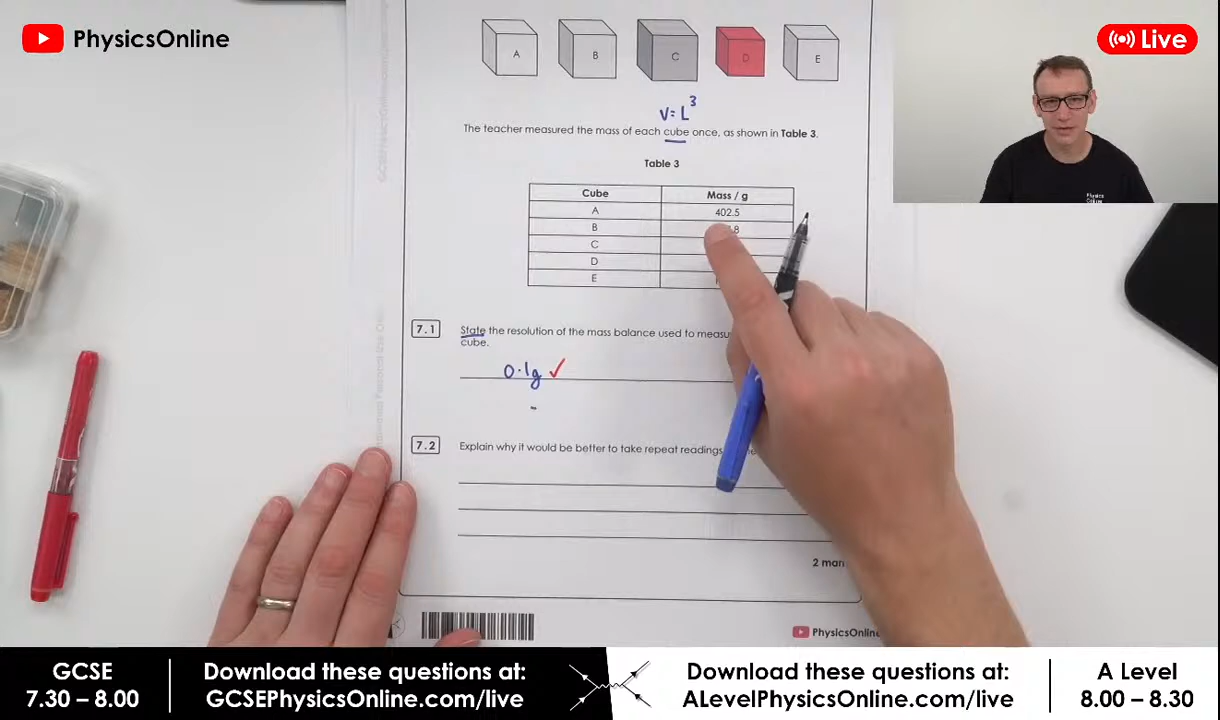 PhysicsOnline
Live
A B C D E
V = L³
The teacher measured the mass of each cube once, as shown in Table 3.
Table 3
Cube Mass / g
A 402.5
B .8
C
D
E
7.1 State the resolution of the mass balance used to
cube.
0.1g ✓
7.2 Explain why it would be better to take repeat readings
2
PhysicsOnline
Physics Online
GCSE
7.30 – 8.00
Download these questions at:
GCSEPhysicsOnline.com/live
Download these questions at:
ALevelPhysicsOnline.com/live
A Level
8.00 – 8.30